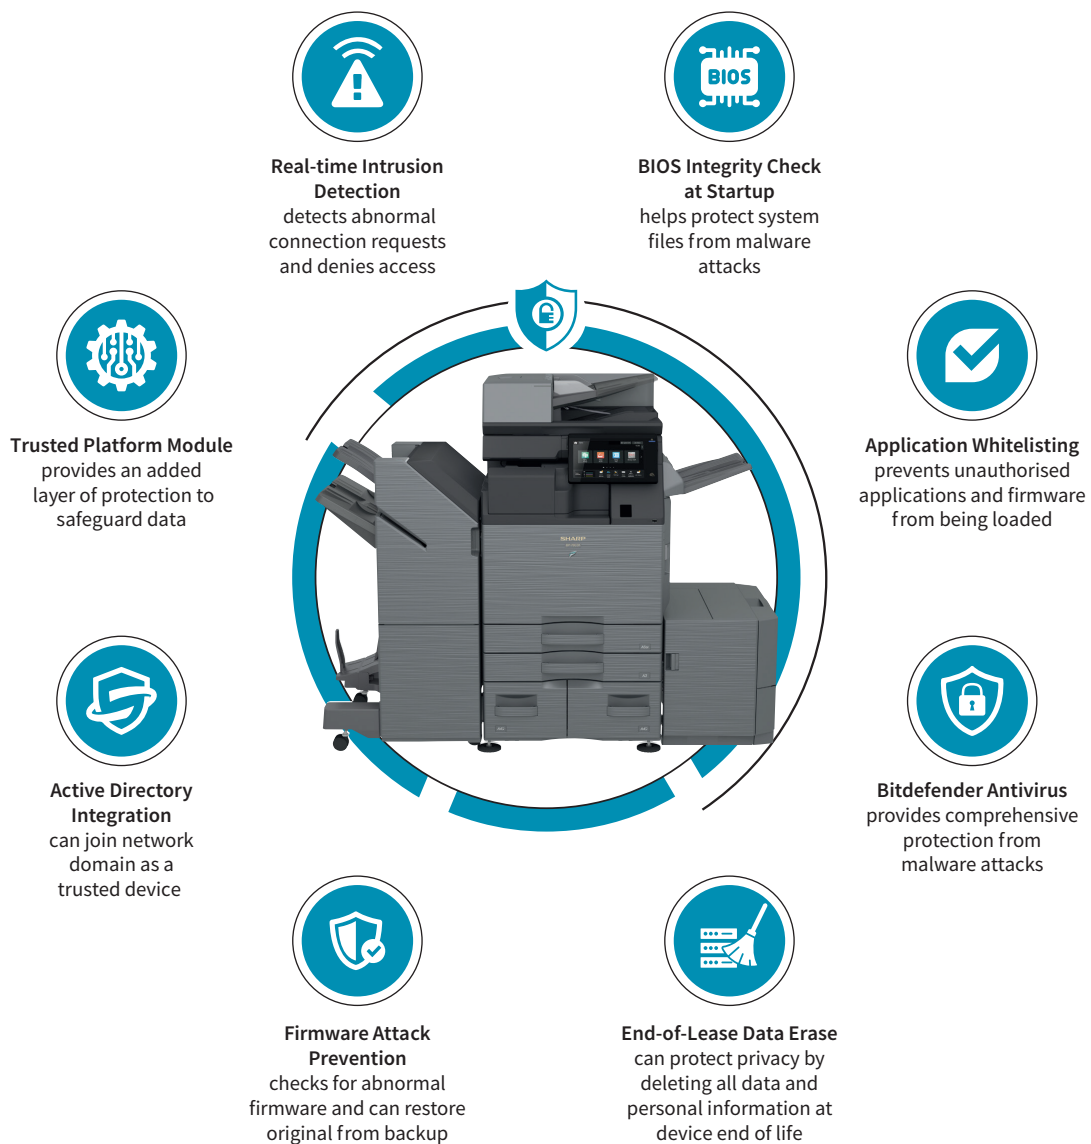 BIOS
Real-time Intrusion
Detection
detects abnormal
connection requests
and denies access
BIOS Integrity Check
at Startup
helps protect system
files from malware
attacks
Trusted Platform Module
provides an added
layer of protection to
safeguard data
Application Whitelisting
prevents unauthorised
applications and firmware
from being loaded
SHARP
Active Directory
Integration
can join network
domain as a
trusted device
Bitdefender Antivirus
provides comprehensive
protection from
malware attacks
Firmware Attack
Prevention
checks for abnormal
firmware and can restore
original from backup
End-of-Lease Data Erase
can protect privacy by
deleting all data and
personal information at
device end of life